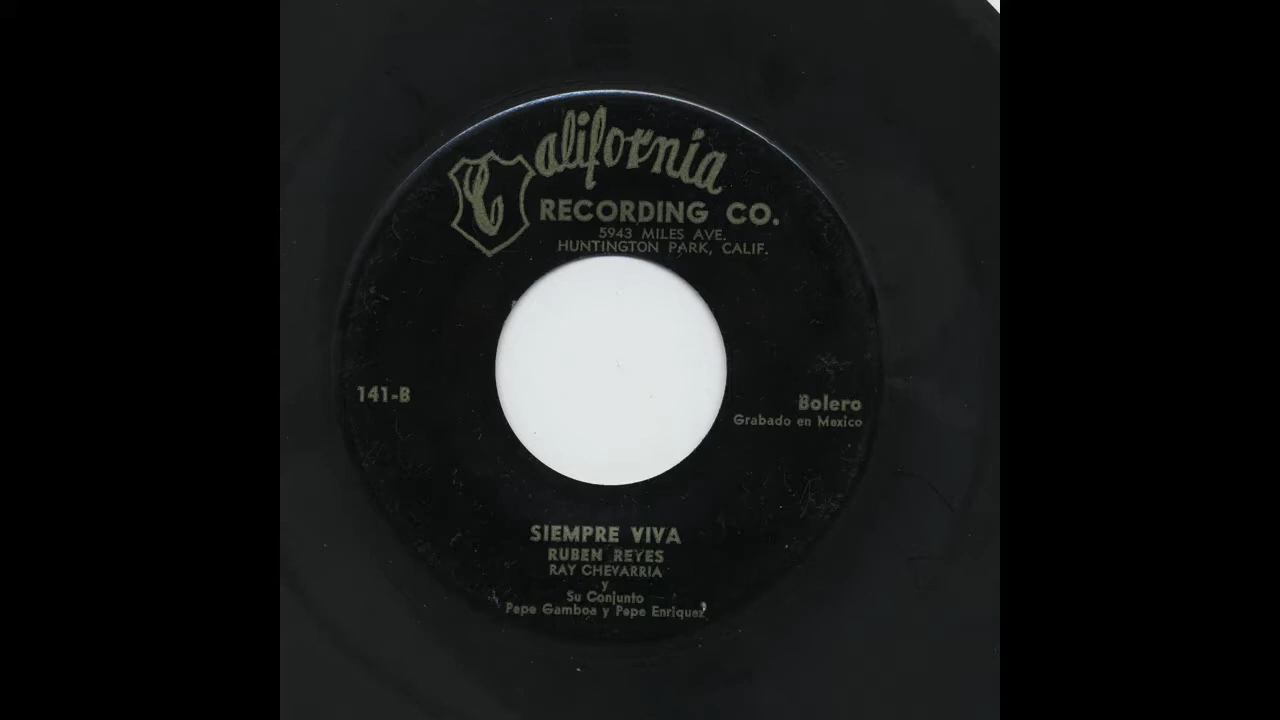 California
RECORDING CO.
5943 MILES AVE.
HUNTINGTON PARK, CALIF.
141-B
Bolero
Grabado en Mexico
SIEMPRE VIVA
RUBEN REYES
RAY CHEVARRIA
y
Su Conjunto
Pepe Gamboa y Pepe Enriquez